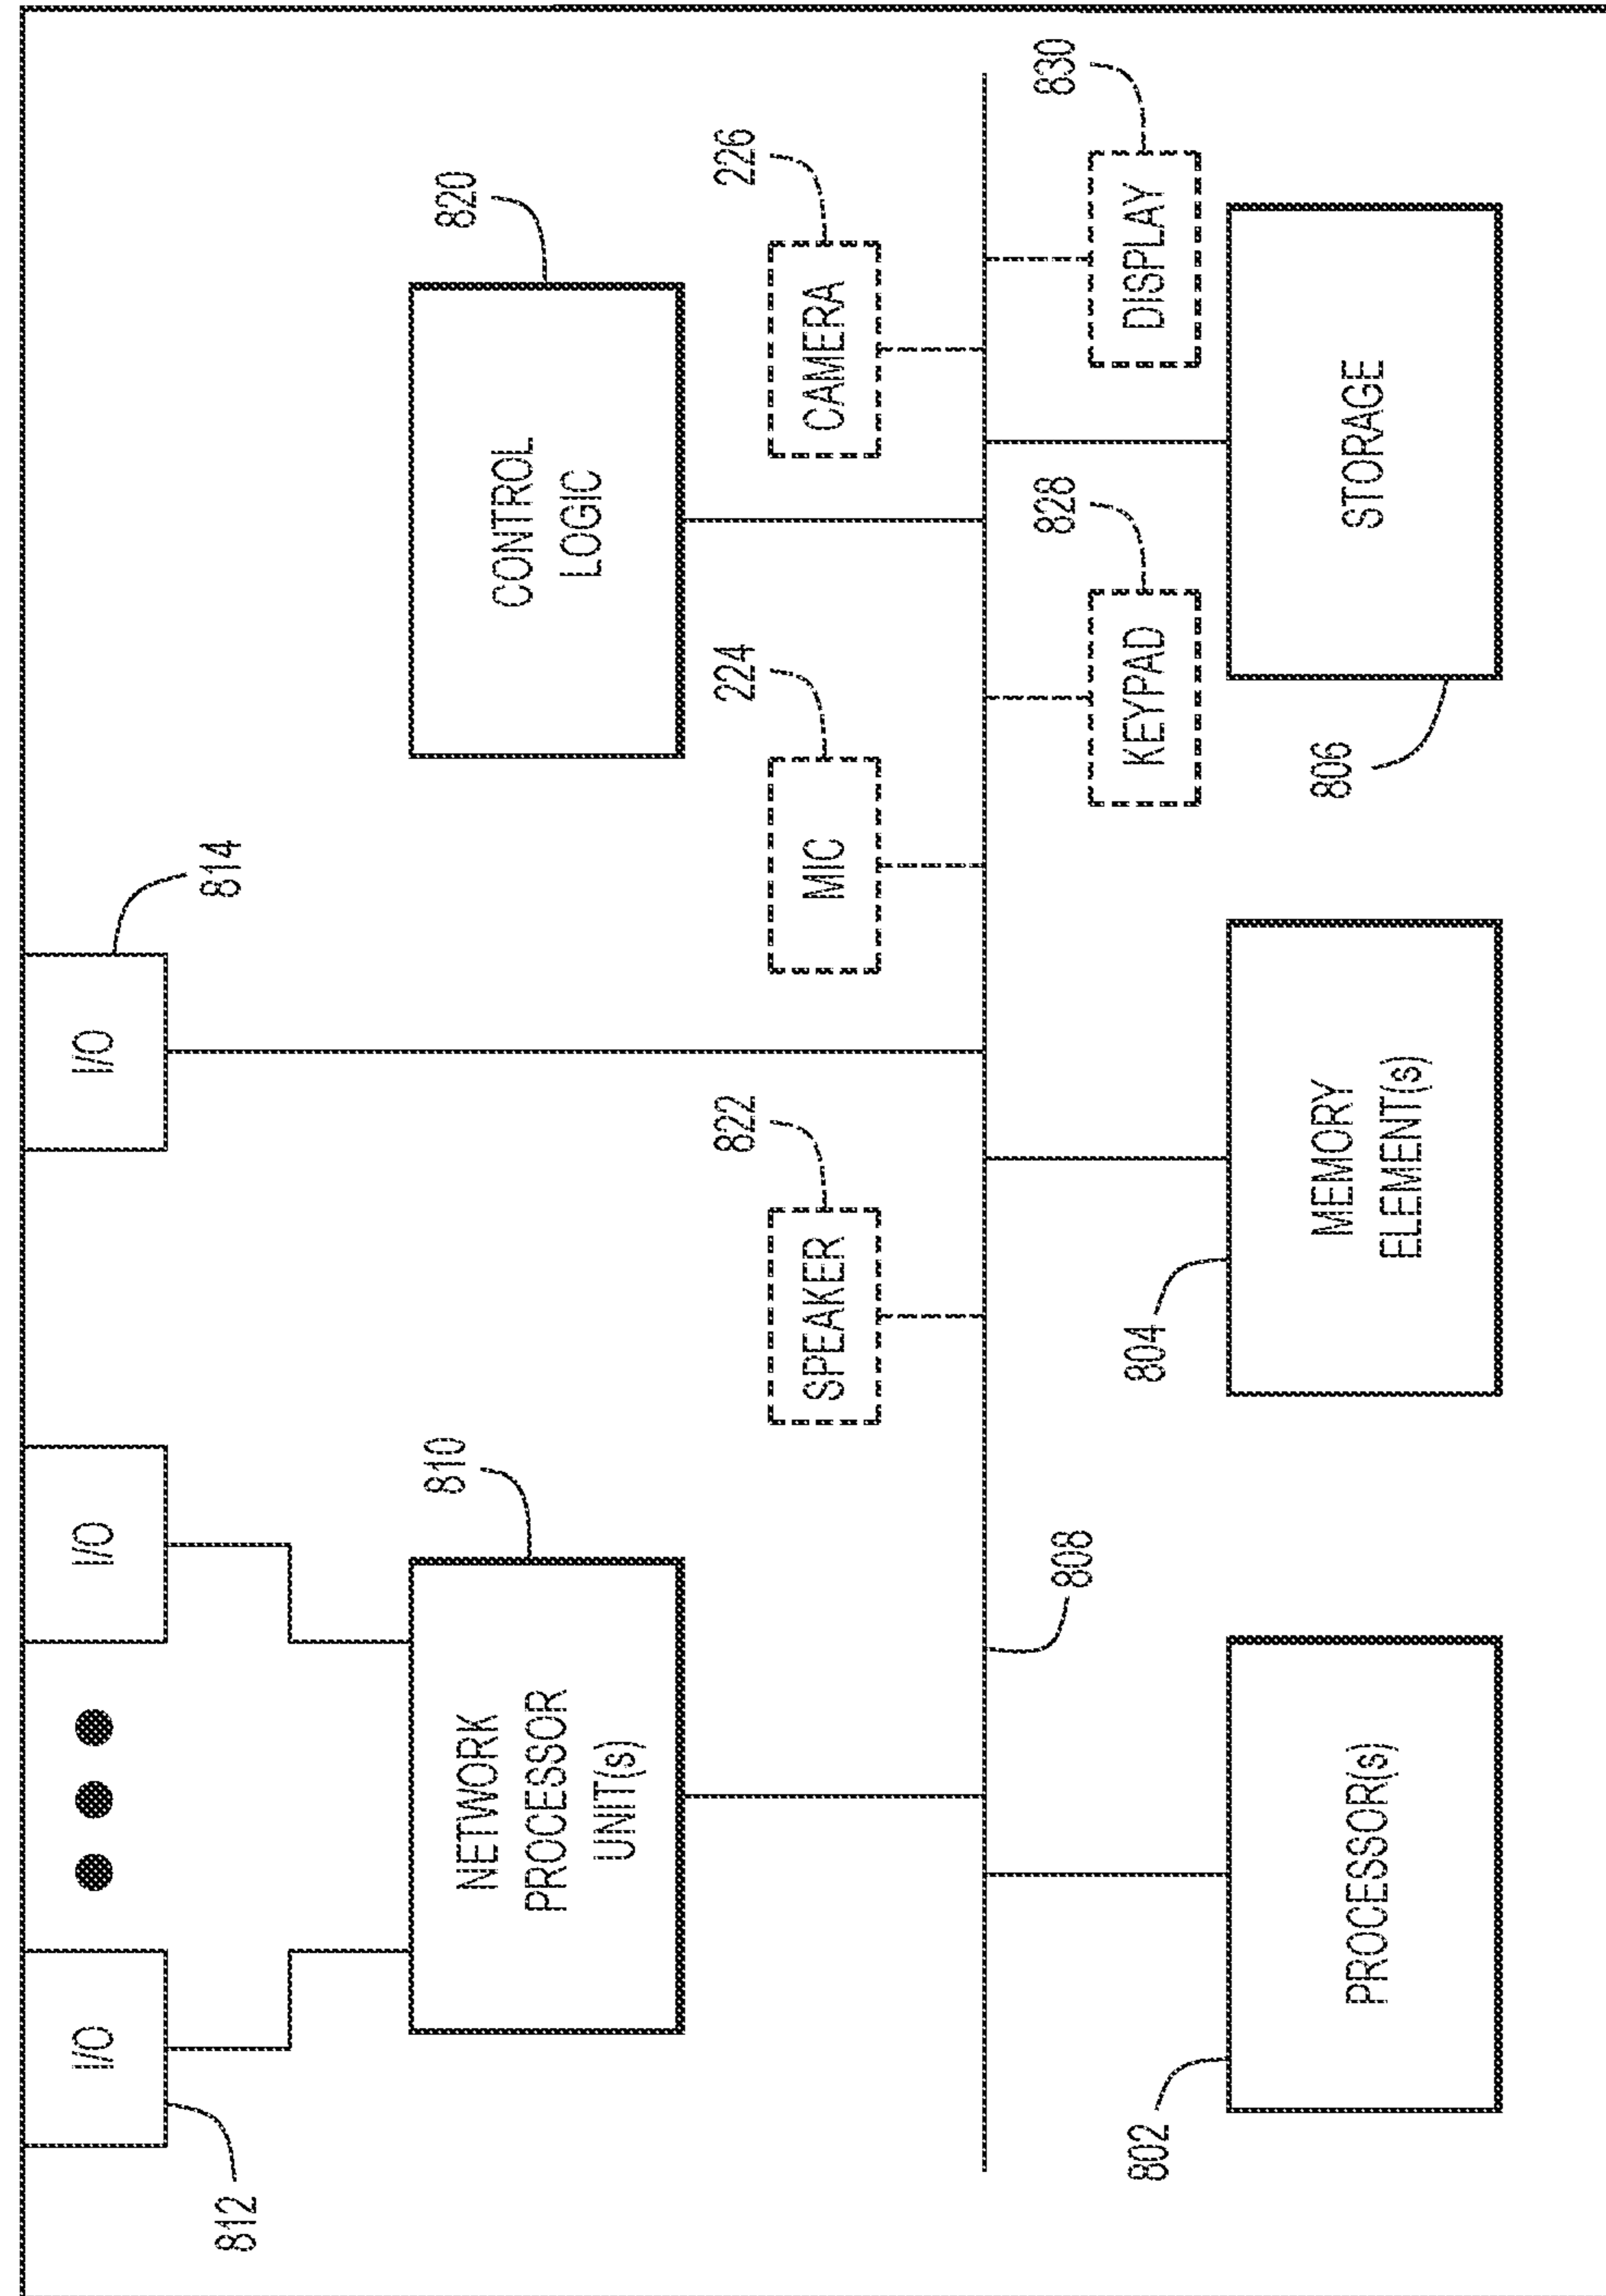 812
I/O
I/O
I/O
814
810
NETWORK
PROCESSOR
UNIT(s)
820
CONTROL
LOGIC
822
SPEAKER
224
MIC
226
CAMERA
808
828
KEYPAD
830
DISPLAY
802
PROCESSOR(s)
804
MEMORY
ELEMENT(s)
806
STORAGE